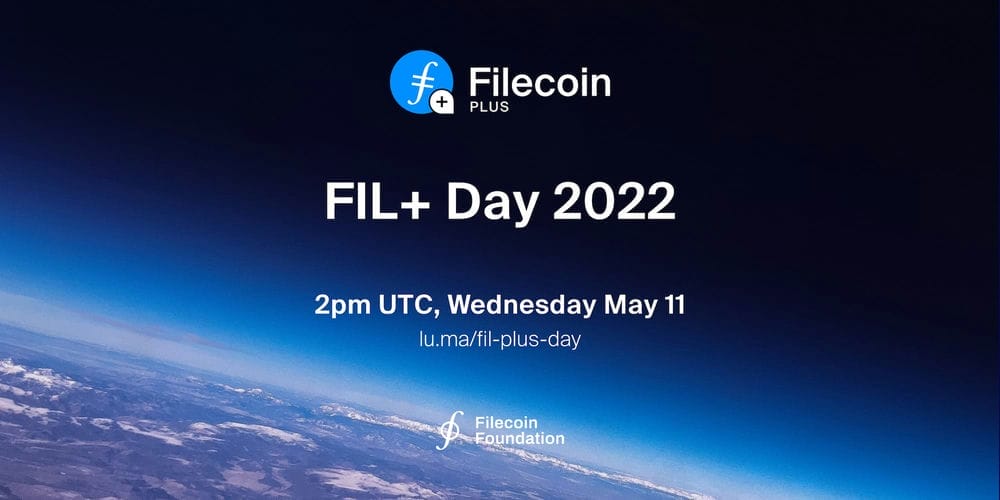 Filecoin
PLUS
FIL+ Day 2022
2pm UTC, Wednesday May 11
lu.ma/fil-plus-day
Filecoin
Foundation